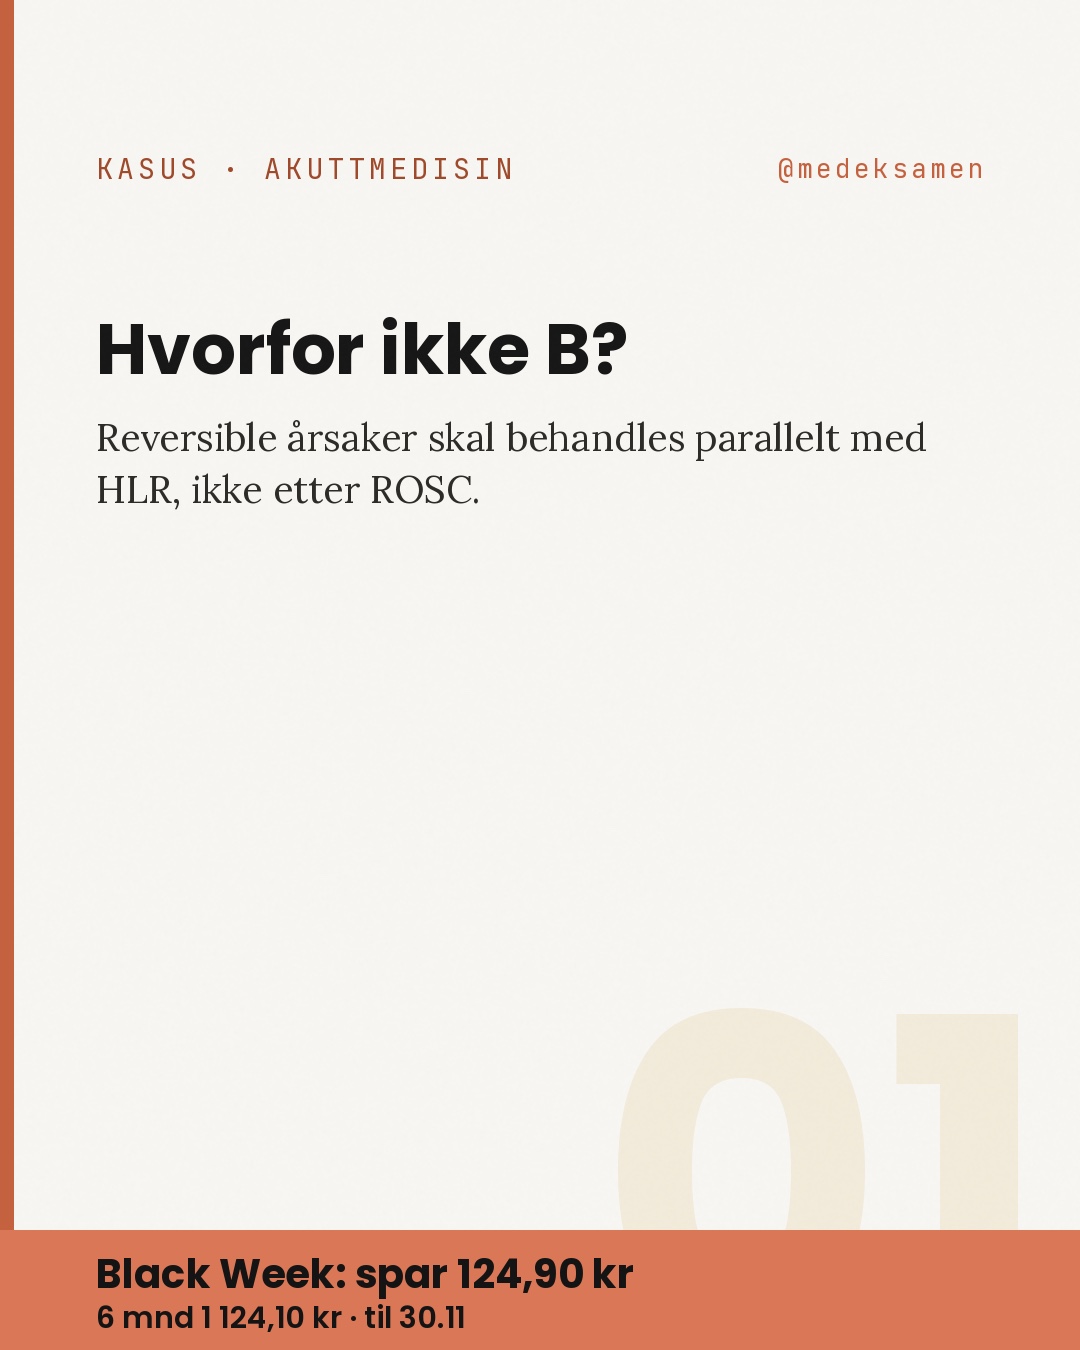 KASUS · AKUTTMEDISIN
@medeksamen
Hvorfor ikke B?
Reversible årsaker skal behandles parallelt med
HLR, ikke etter ROSC.
01
Black Week: spar 124,90 kr
6 mnd 1 124,10 kr · til 30.11